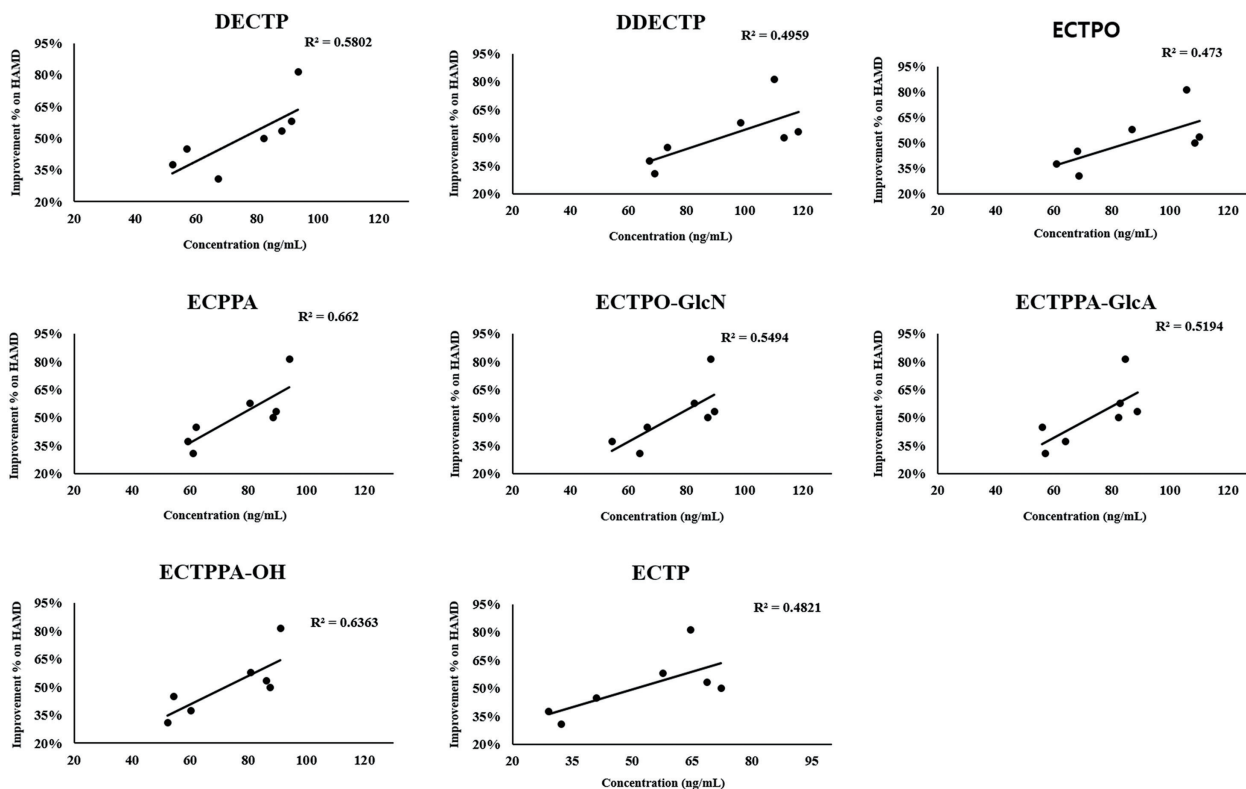 DECTP
R² = 0.5802
Improvement % on HAMD
95%
80%
65%
50%
35%
20%
20 40 60 80 100 120
Concentration (ng/mL)
DDECTP
R² = 0.4959
Improvement % on HAMD
95%
80%
65%
50%
35%
20%
20 40 60 80 100 120
Concentration (ng/mL)
ECTPO
R² = 0.473
Improvement % on HAMD
95%
80%
65%
50%
35%
20%
20 40 60 80 100 120
Concentration (ng/mL)
ECPPA
R² = 0.662
Improvement % on HAMD
95%
80%
65%
50%
35%
20%
20 40 60 80 100 120
Concentration (ng/mL)
ECTPO-GlcN
R² = 0.5494
Improvement % on HAMD
95%
80%
65%
50%
35%
20%
20 40 60 80 100 120
Concentration (ng/mL)
ECTPPA-GlcA
R² = 0.5194
Improvement % on HAMD
95%
80%
65%
50%
35%
20%
20 40 60 80 100 120
Concentration (ng/mL)
ECTPPA-OH
R² = 0.6363
Improvement % on HAMD
95%
80%
65%
50%
35%
20%
20 40 60 80 100 120
Concentration (ng/mL)
ECTP
R² = 0.4821
Improvement % on HAMD
95%
80%
65%
50%
35%
20%
20 35 50 65 80 95
Concentration (ng/mL)